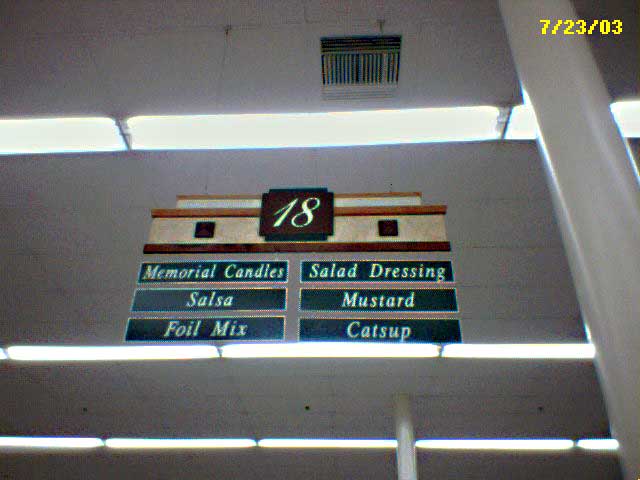 7/23/03
18
Memorial Candles
Salad Dressing
Salsa
Mustard
Foil Mix
Catsup